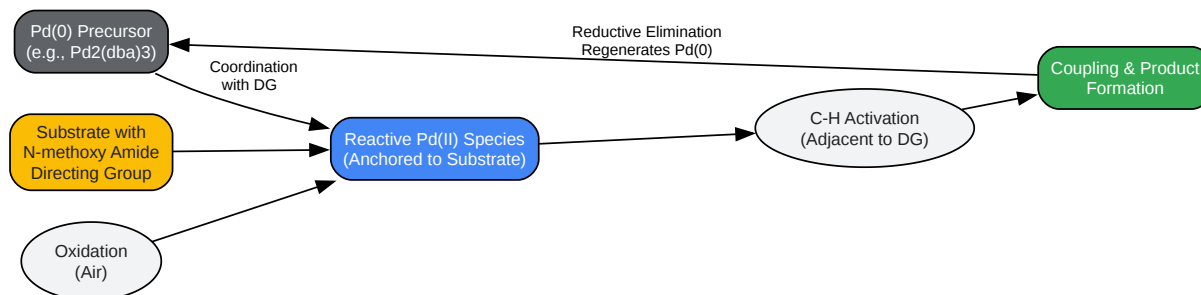 Pd(0) Precursor
(e.g., Pd2(dba)3)
Reductive Elimination
Regenerates Pd(0)
Coupling & Product
Formation
Coordination
with DG
Substrate with
N-methoxy Amide
Directing Group
Reactive Pd(II) Species
(Anchored to Substrate)
C-H Activation
(Adjacent to DG)
Oxidation
(Air)